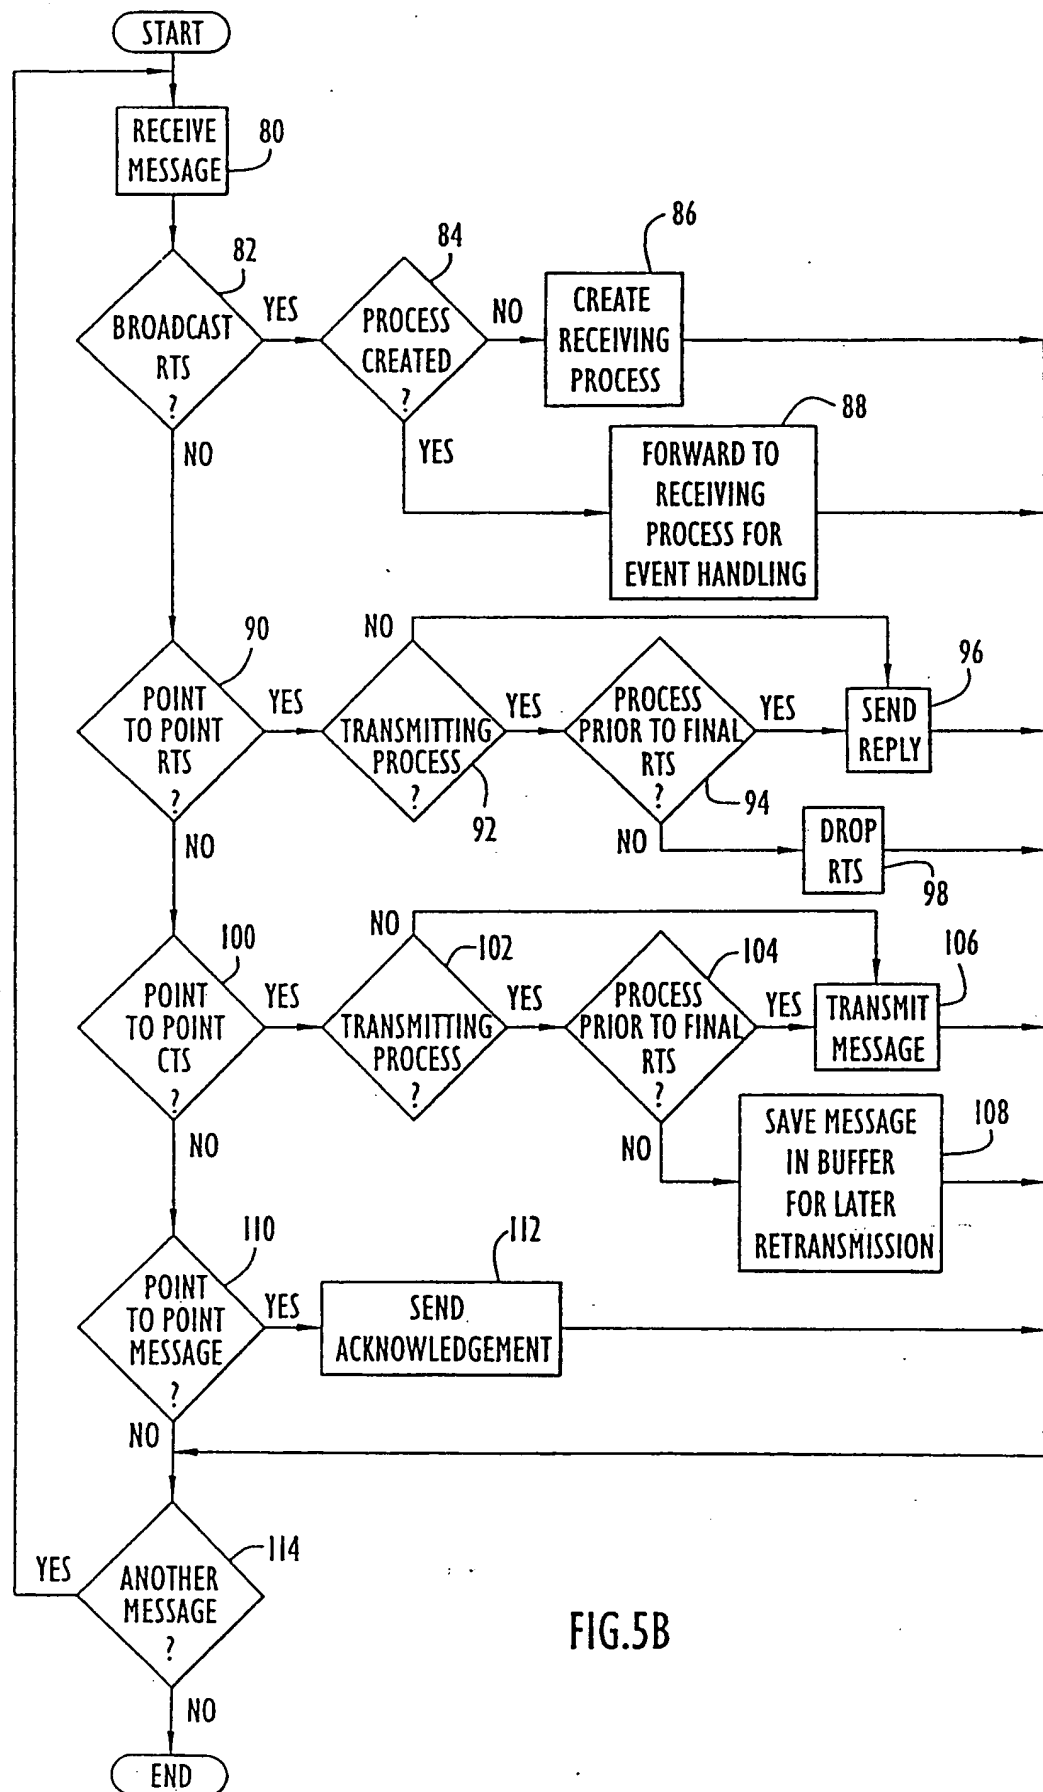 START
RECEIVE
MESSAGE
80
82
BROADCAST
RTS
?
YES
NO
84
PROCESS
CREATED
?
NO
YES
86
CREATE
RECEIVING
PROCESS
88
FORWARD TO
RECEIVING
PROCESS FOR
EVENT HANDLING
90
POINT
TO POINT
RTS
?
YES
NO
NO
TRANSMITTING
PROCESS
?
92
YES
PROCESS
PRIOR TO FINAL
RTS
?
94
YES
NO
96
SEND
REPLY
DROP
RTS
98
100
POINT
TO POINT
CTS
?
YES
NO
NO
102
TRANSMITTING
PROCESS
?
YES
104
PROCESS
PRIOR TO FINAL
RTS
?
YES
NO
106
TRANSMIT
MESSAGE
108
SAVE MESSAGE
IN BUFFER
FOR LATER
RETRANSMISSION
110
POINT
TO POINT
MESSAGE
?
YES
NO
112
SEND
ACKNOWLEDGEMENT
114
ANOTHER
MESSAGE
?
YES
NO
END
FIG.5B